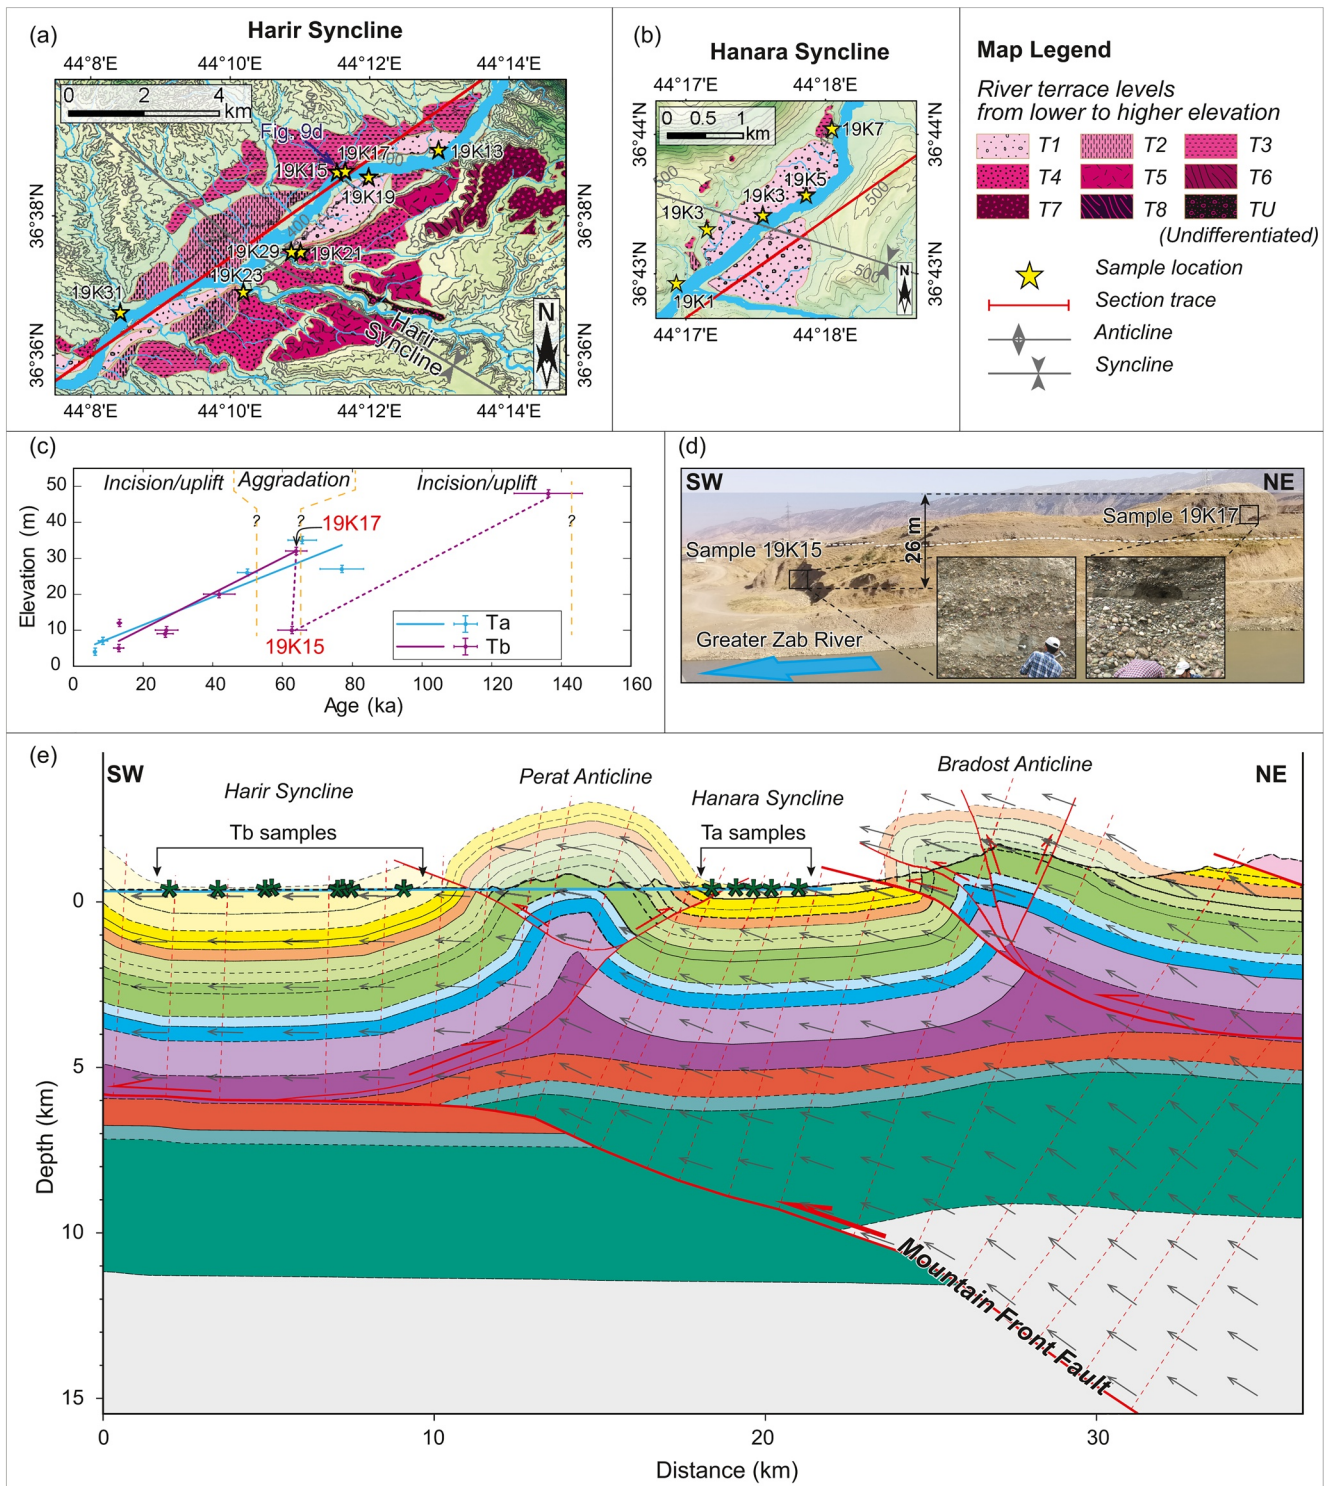 (a)
Harir Syncline
44°8'E
44°10'E
44°12'E
44°14'E
0
2
4
km
Fig. 9d
19K17
19K15
19K13
19K19
400
19K29
19K21
19K23
19K31
Harir
Syncline
N
36°38'N
36°36'N
44°8'E
44°10'E
44°12'E
44°14'E
(b)
Hanara Syncline
44°17'E
44°18'E
0
0.5
1
km
19K7
19K5
19K3
19K3
19K1
500
500
500
N
36°44'N
36°43'N
36°44'N
36°43'N
44°17'E
44°18'E
Map Legend
River terrace levels
from lower to higher elevation
T1
T2
T3
T4
T5
T6
T7
T8
TU
(Undifferentiated)
Sample location
Section trace
Anticline
Syncline
(c)
Incision/uplift
Aggradation
Incision/uplift
?
?
?
19K17
19K15
Ta
Tb
50
40
30
20
10
0
Elevation (m)
0
20
40
60
80
100
120
140
160
Age (ka)
(d)
SW
NE
Sample 19K17
26 m
Sample 19K15
Greater Zab River
(e)
SW
NE
Harir Syncline
Perat Anticline
Hanara Syncline
Bradost Anticline
Tb samples
Ta samples
Mountain Front Fault
0
5
10
15
Depth (km)
0
10
20
30
Distance (km)